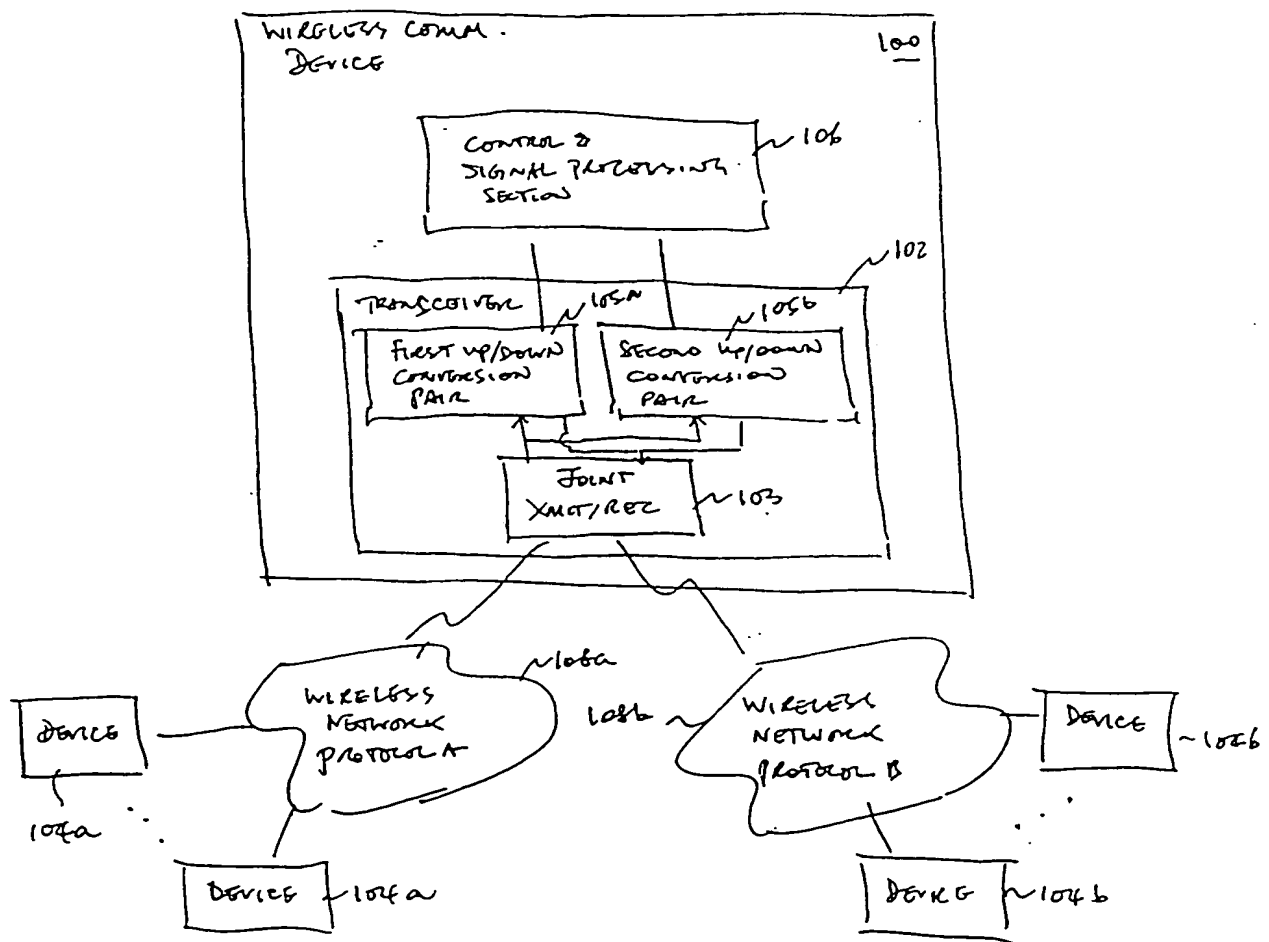 WIRELESS COMM.
DEVICE
100
CONTROL &
SIGNAL PROCESSING
SECTION
106
102
TRANSCEIVER
105a
105b
FIRST UP/DOWN
CONVERSION
PAIR
SECOND UP/DOWN
CONVERSION
PAIR
JOINT
XMIT/REC
103
108a
WIRELESS
NETWORK
PROTOCOL A
108b
WIRELESS
NETWORK
PROTOCOL B
DEVICE
104a
DEVICE
104b
DEVICE
104a
DEVICE
104b